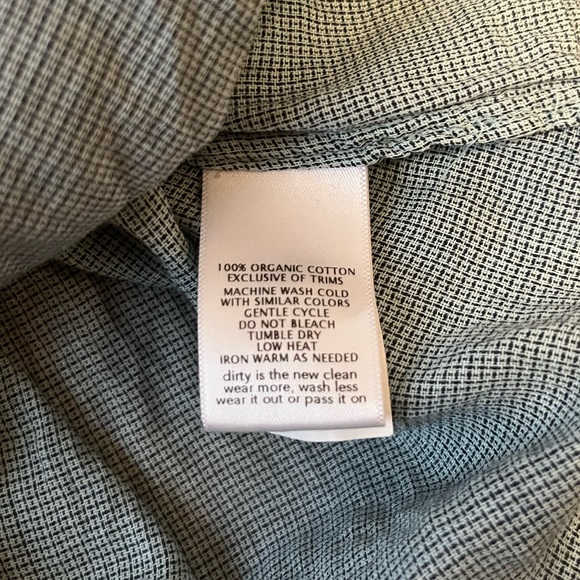 100% ORGANIC COTTON
EXCLUSIVE OF TRIMS
MACHINE WASH COLD
WITH SIMILAR COLORS
GENTLE CYCLE
DO NOT BLEACH
TUMBLE DRY
LOW HEAT
IRON WARM AS NEEDED
dirty is the new clean
wear more, wash less
wear it out or pass it on